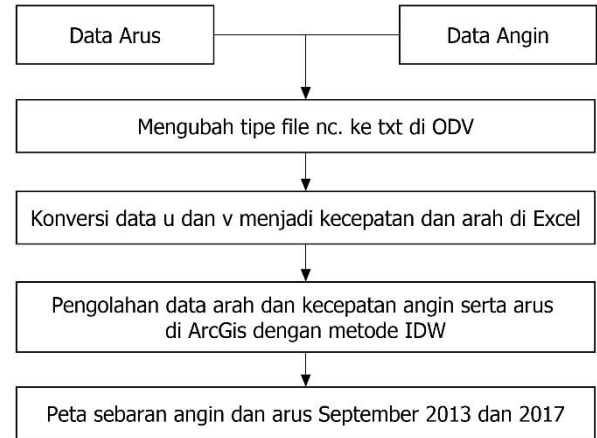 Data Arus
Data Angin
Mengubah tipe file nc. ke txt di ODV
Konversi data u dan v menjadi kecepatan dan arah di Excel
Pengolahan data arah dan kecepatan angin serta arus
di ArcGis dengan metode IDW
Peta sebaran angin dan arus September 2013 dan 2017